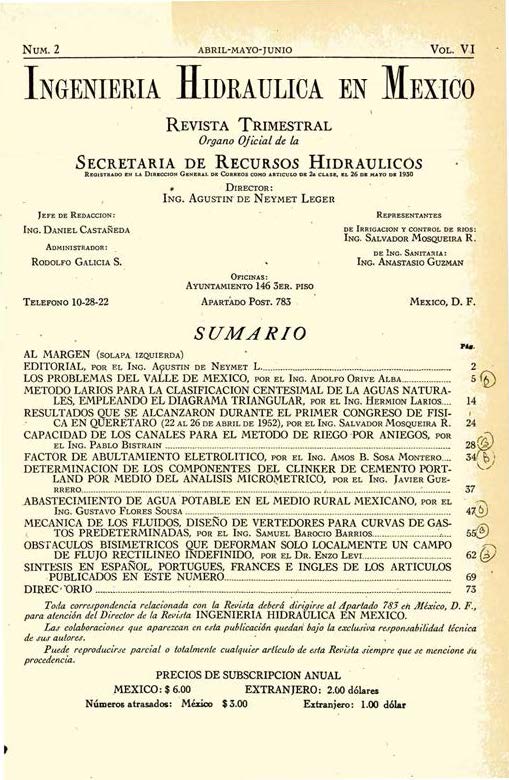 NUM. 2 ABRIL-MAYO-JUNIO VOL. VI
INGENIERIA HIDRAULICA EN MEXICO
REVISTA TRIMESTRAL
Organo Oficial de la
SECRETARIA DE RECURSOS HIDRAULICOS
REGISTRADO EN LA DIRECCION GENERAL DE CORREOS COMO ARTICULO DE 2a CLASE, EL 26 DE MAYO DE 1950
DIRECTOR:
ING. AGUSTIN DE NEYMET LEGER
JEFE DE REDACCION:
ING. DANIEL CASTAÑEDA
ADMINISTRADOR:
RODOLFO GALICIA S.
REPRESENTANTES
DE IRRIGACION Y CONTROL DE RIOS:
ING. SALVADOR MOSQUEIRA R.
DE ING. SANITARIA:
ING. ANASTASIO GUZMAN
OFICINAS:
AYUNTAMIENTO 146 3ER. PISO
TELEFONO 10-28-22 APARTADO POST. 783 MEXICO, D. F.
SUMARIO
Pág.
AL MARGEN (SOLAPA IZQUIERDA)
EDITORIAL, POR EL ING. AGUSTIN DE NEYMET L. 2
LOS PROBLEMAS DEL VALLE DE MEXICO, POR EL ING. ADOLFO ORIVE ALBA 5
METODO LARIOS PARA LA CLASIFICACION CENTESIMAL DE LA AGUAS NATURA-
LES, EMPLEANDO EL DIAGRAMA TRIANGULAR, POR EL ING. HERMION LARIOS 14
RESULTADOS QUE SE ALCANZARON DURANTE EL PRIMER CONGRESO DE FISI-
CA EN QUERETARO (22 AL 26 DE ABRIL DE 1952), POR EL ING. SALVADOR MOSQUEIRA R. 24
CAPACIDAD DE LOS CANALES PARA EL METODO DE RIEGO POR ANIEGOS, POR
EL ING. PABLO BISTRAIN 28
FACTOR DE ABULTAMIENTO ELETROLITICO, POR EL ING. AMOS B. SOSA MONTERO 34
DETERMINACION DE LOS COMPONENTES DEL CLINKER DE CEMENTO PORT-
LAND POR MEDIO DEL ANALISIS MICROMETRICO, POR EL ING. JAVIER GUE-
RRERO 37
ABASTECIMIENTO DE AGUA POTABLE EN EL MEDIO RURAL MEXICANO, POR EL
ING. GUSTAVO FLORES SOUSA 47
MECANICA DE LOS FLUIDOS, DISEÑO DE VERTEDORES PARA CURVAS DE GAS-
TOS PREDETERMINADAS, POR EL ING. SAMUEL BAROCIO BARRIOS 55
OBSTACULOS BISIMETRICOS QUE DEFORMAN SOLO LOCALMENTE UN CAMPO
DE FLUJO RECTILINEO INDEFINIDO, POR EL DR. ENZO LEVI 62
SINTESIS EN ESPAÑOL, PORTUGUES, FRANCES E INGLES DE LOS ARTICULOS
PUBLICADOS EN ESTE NUMERO 69
DIREC ORIO 73
Toda correspondencia relacionada con la Revista deberá dirigirse al Apartado 783 en México, D. F.,
para atención del Director de la Revista INGENIERIA HIDRAULICA EN MEXICO.
Las colaboraciones que aparezcan en esta publicación quedan bajo la exclusiva responsabilidad técnica
de sus autores.
Puede reproducirse parcial o totalmente cualquier artículo de esta Revista siempre que se mencione su
procedencia.
PRECIOS DE SUBSCRIPCION ANUAL
MEXICO: $ 6.00 EXTRANJERO: 2.00 dólares
Números atrasados: México $ 3.00 Extranjero: 1.00 dólar